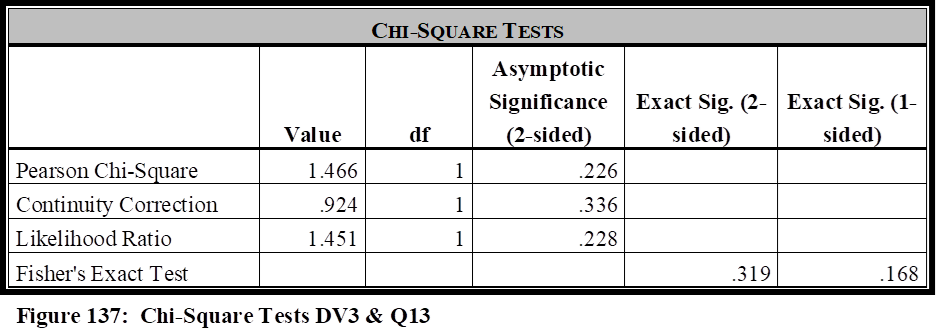 CHI-SQUARE TESTS
Value df Asymptotic Significance (2-sided) Exact Sig. (2-sided) Exact Sig. (1-sided)
Pearson Chi-Square 1.466 1 .226
Continuity Correction .924 1 .336
Likelihood Ratio 1.451 1 .228
Fisher's Exact Test .319 .168
Figure 137: Chi-Square Tests DV3 & Q13